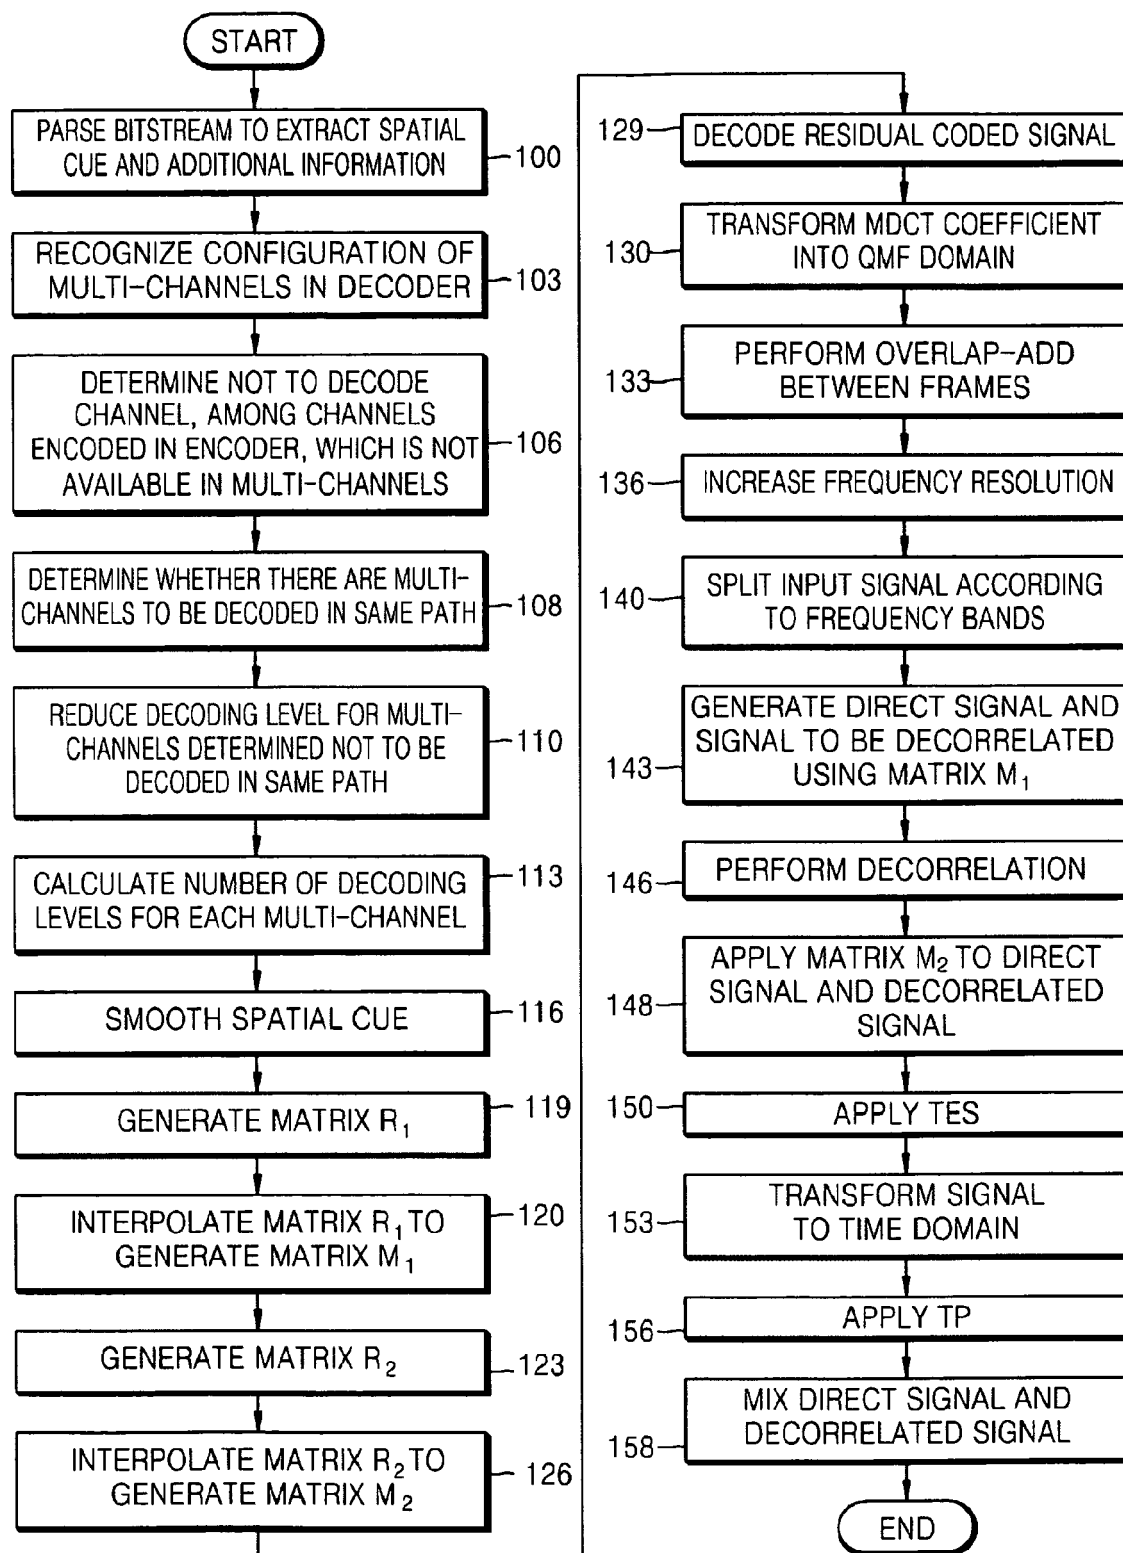 START
PARSE BITSTREAM TO EXTRACT SPATIAL
CUE AND ADDITIONAL INFORMATION
100
RECOGNIZE CONFIGURATION OF
MULTI-CHANNELS IN DECODER
103
DETERMINE NOT TO DECODE
CHANNEL, AMONG CHANNELS
ENCODED IN ENCODER, WHICH IS NOT
AVAILABLE IN MULTI-CHANNELS
106
DETERMINE WHETHER THERE ARE MULTI-
CHANNELS TO BE DECODED IN SAME PATH
108
REDUCE DECODING LEVEL FOR MULTI-
CHANNELS DETERMINED NOT TO BE
DECODED IN SAME PATH
110
CALCULATE NUMBER OF DECODING
LEVELS FOR EACH MULTI-CHANNEL
113
SMOOTH SPATIAL CUE
116
GENERATE MATRIX R1
119
INTERPOLATE MATRIX R1 TO
GENERATE MATRIX M1
120
GENERATE MATRIX R2
123
INTERPOLATE MATRIX R2 TO
GENERATE MATRIX M2
126
129
DECODE RESIDUAL CODED SIGNAL
130
TRANSFORM MDCT COEFFICIENT
INTO QMF DOMAIN
133
PERFORM OVERLAP-ADD
BETWEEN FRAMES
136
INCREASE FREQUENCY RESOLUTION
140
SPLIT INPUT SIGNAL ACCORDING
TO FREQUENCY BANDS
143
GENERATE DIRECT SIGNAL AND
SIGNAL TO BE DECORRELATED
USING MATRIX M1
146
PERFORM DECORRELATION
148
APPLY MATRIX M2 TO DIRECT
SIGNAL AND DECORRELATED
SIGNAL
150
APPLY TES
153
TRANSFORM SIGNAL
TO TIME DOMAIN
156
APPLY TP
158
MIX DIRECT SIGNAL AND
DECORRELATED SIGNAL
END